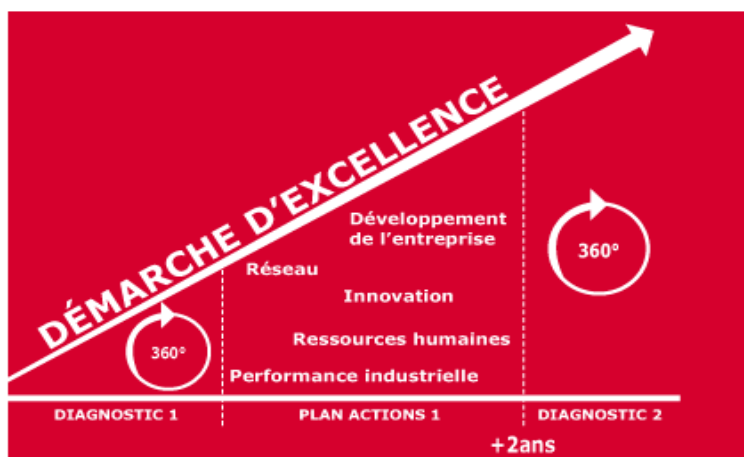 DÉMARCHE D'EXCELLENCE
Développement
de l'entreprise
Réseau
360°
Innovation
Ressources humaines
360°
Performance industrielle
DIAGNOSTIC 1
PLAN ACTIONS 1
DIAGNOSTIC 2
+2ans